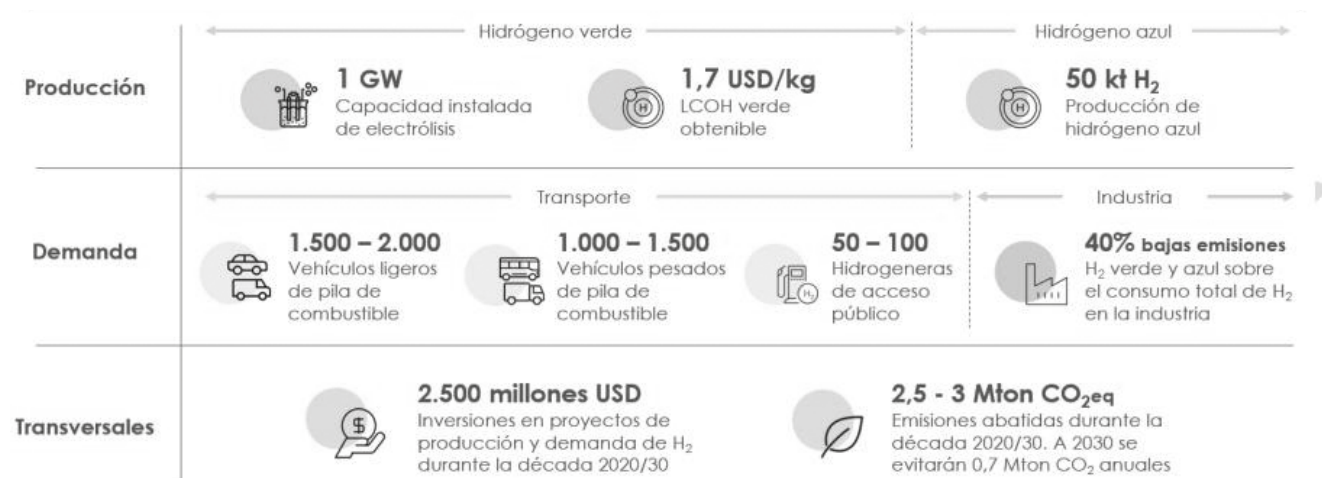 Hidrógeno verde
Hidrógeno azul
Producción
1 GW
Capacidad instalada
de electrólisis
H
1,7 USD/kg
LCOH verde
obtenible
H
50 kt H₂
Producción de
hidrógeno azul
Transporte
Industria
Demanda
1.500 – 2.000
Vehículos ligeros
de pila de
combustible
1.000 – 1.500
Vehículos pesados
de pila de
combustible
H₂
50 – 100
Hidrogeneras
de acceso
público
40% bajas emisiones
H₂ verde y azul sobre
el consumo total de H₂
en la industria
Transversales
$
2.500 millones USD
Inversiones en proyectos de
producción y demanda de H₂
durante la década 2020/30
2,5 - 3 Mton CO₂eq
Emisiones abatidas durante la
década 2020/30. A 2030 se
evitarán 0,7 Mton CO₂ anuales